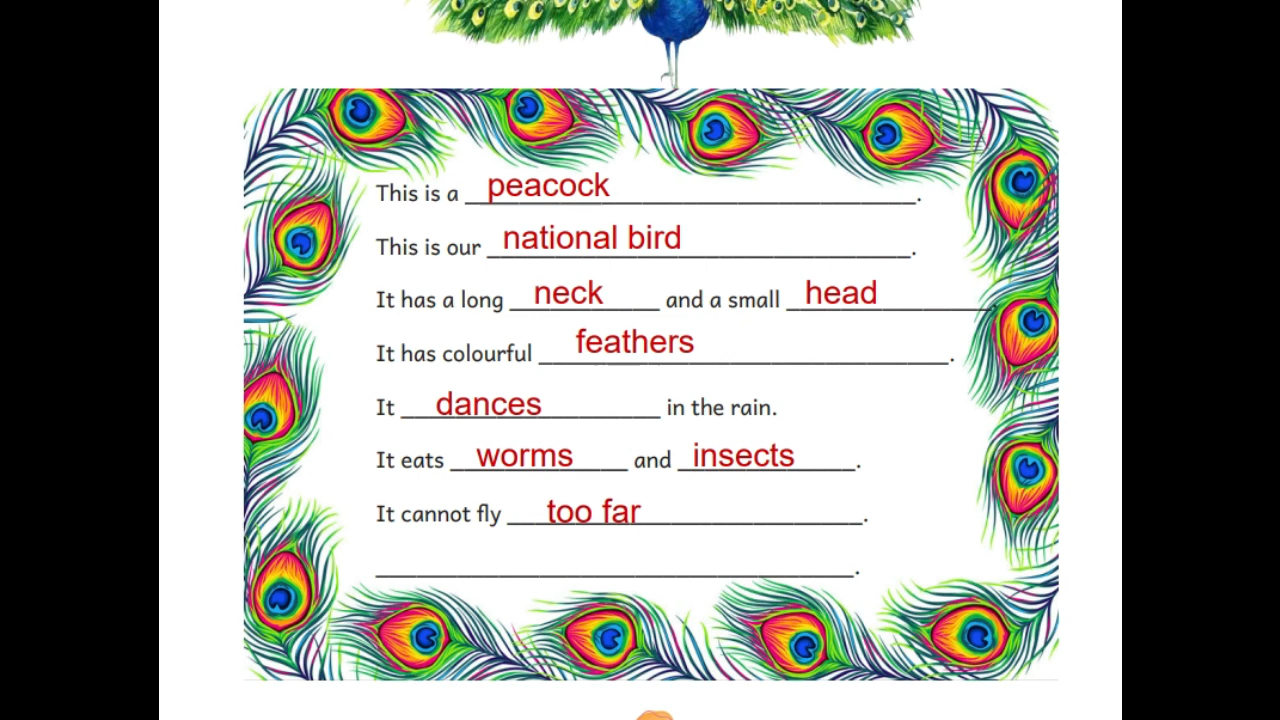 This is a peacock.
This is our national bird.
It has a long neck and a small head.
It has colourful feathers.
It dances in the rain.
It eats worms and insects.
It cannot fly too far.
____________________________________.